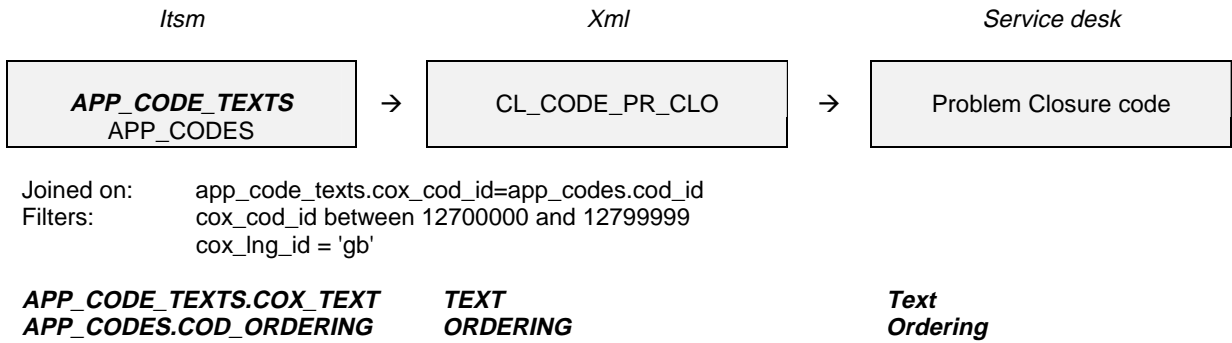 Itsm Xml Service desk
APP_CODE_TEXTS → CL_CODE_PR_CLO → Problem Closure code
APP_CODES
Joined on: app_code_texts.cox_cod_id=app_codes.cod_id
Filters: cox_cod_id between 12700000 and 12799999
cox_lng_id = 'gb'
APP_CODE_TEXTS.COX_TEXT TEXT Text
APP_CODES.COD_ORDERING ORDERING Ordering